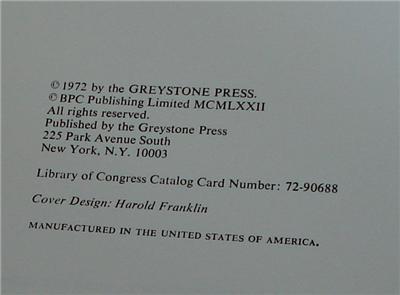 © 1972 by the GREYSTONE PRESS.
© BPC Publishing Limited MCMLXXII
All rights reserved.
Published by the Greystone Press
225 Park Avenue South
New York, N.Y. 10003
Library of Congress Catalog Card Number: 72-90688
Cover Design: Harold Franklin
MANUFACTURED IN THE UNITED STATES OF AMERICA.